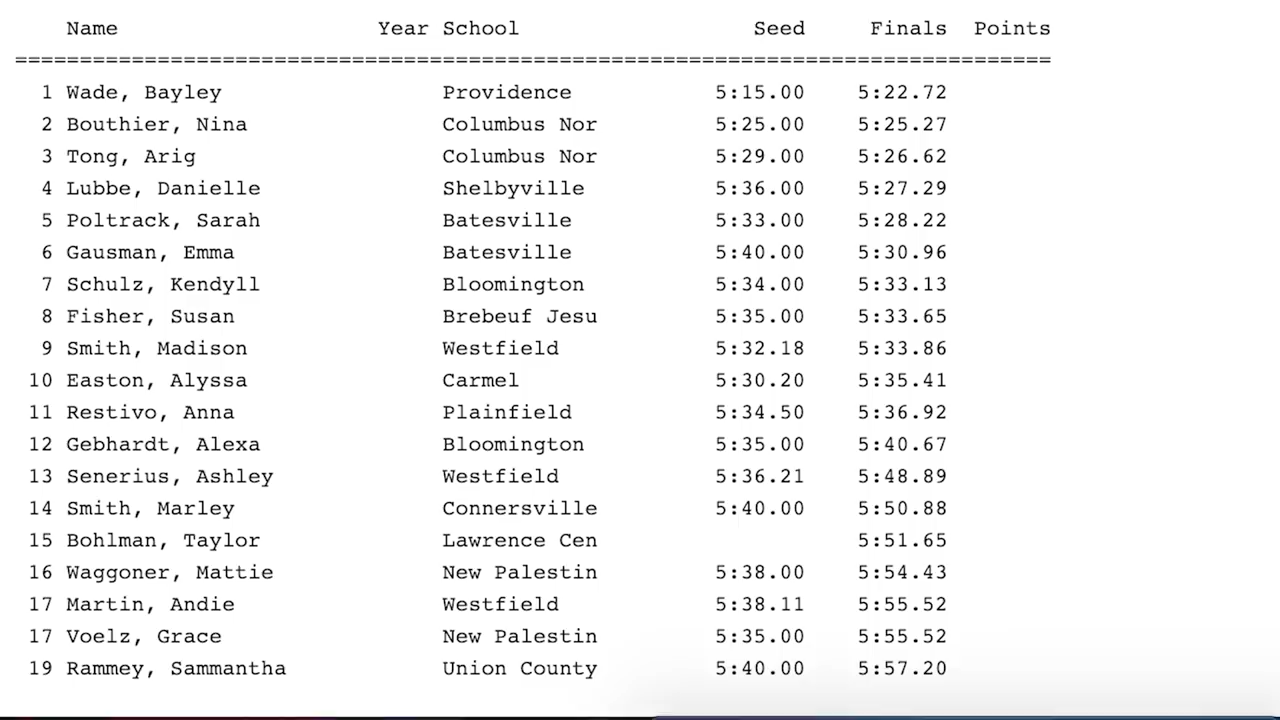 Name Year School Seed Finals Points
=================================================================================
1 Wade, Bayley Providence 5:15.00 5:22.72
2 Bouthier, Nina Columbus Nor 5:25.00 5:25.27
3 Tong, Arig Columbus Nor 5:29.00 5:26.62
4 Lubbe, Danielle Shelbyville 5:36.00 5:27.29
5 Poltrack, Sarah Batesville 5:33.00 5:28.22
6 Gausman, Emma Batesville 5:40.00 5:30.96
7 Schulz, Kendyll Bloomington 5:34.00 5:33.13
8 Fisher, Susan Brebeuf Jesu 5:35.00 5:33.65
9 Smith, Madison Westfield 5:32.18 5:33.86
10 Easton, Alyssa Carmel 5:30.20 5:35.41
11 Restivo, Anna Plainfield 5:34.50 5:36.92
12 Gebhardt, Alexa Bloomington 5:35.00 5:40.67
13 Senerius, Ashley Westfield 5:36.21 5:48.89
14 Smith, Marley Connersville 5:40.00 5:50.88
15 Bohlman, Taylor Lawrence Cen 5:51.65
16 Waggoner, Mattie New Palestin 5:38.00 5:54.43
17 Martin, Andie Westfield 5:38.11 5:55.52
17 Voelz, Grace New Palestin 5:35.00 5:55.52
19 Rammey, Sammantha Union County 5:40.00 5:57.20